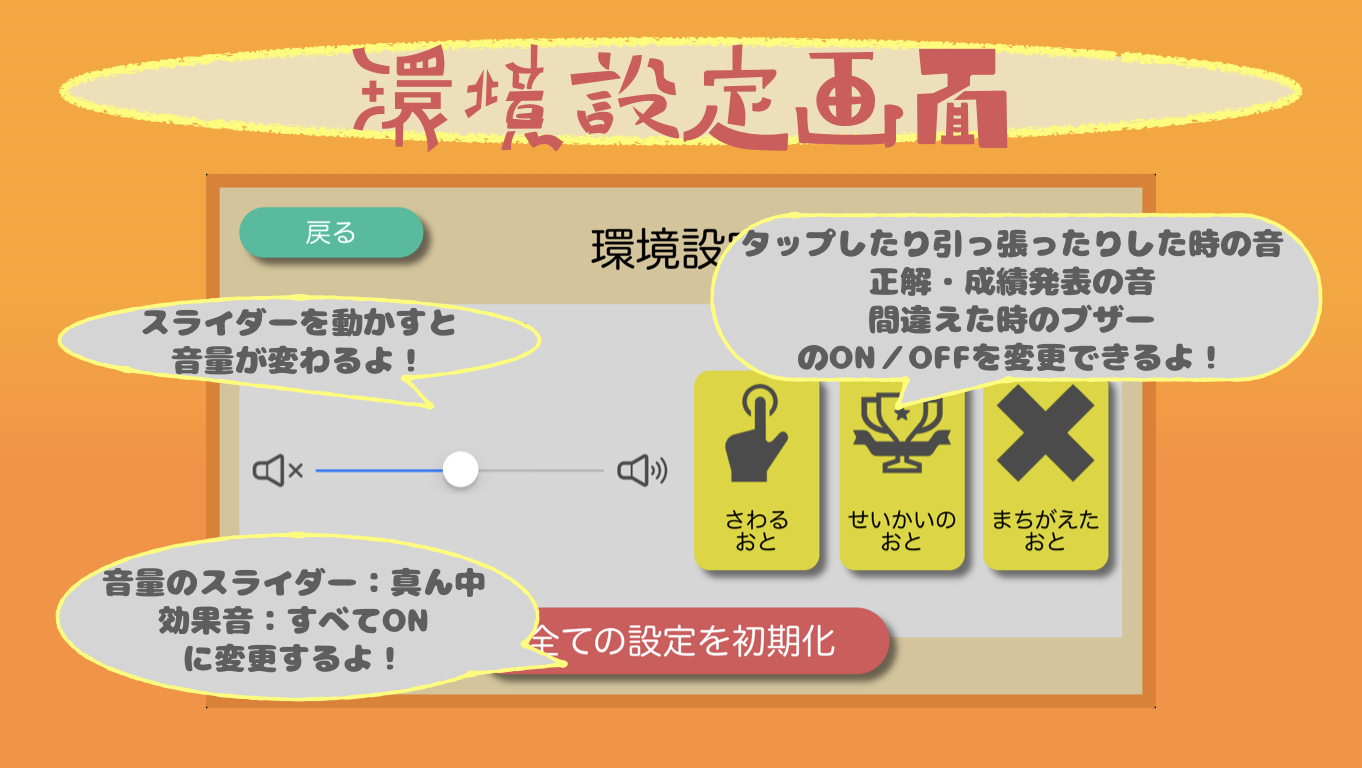 環境設定画面
戻る
環境設定
タップしたり引っ張ったりした時の音
正解・成績発表の音
間違えた時のブザー
のON／OFFを変更できるよ！
スライダーを動かすと
音量が変わるよ！
さわる
おと
せいかいの
おと
まちがえた
おと
音量のスライダー：真ん中
効果音：すべてON
に変更するよ！
全ての設定を初期化